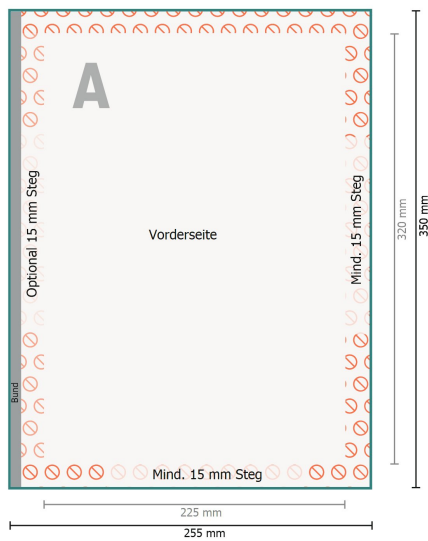 A
Optional 15 mm Steg
Vorderseite
Mind. 15 mm Steg
320 mm
350 mm
Bund
Mind. 15 mm Steg
225 mm
255 mm